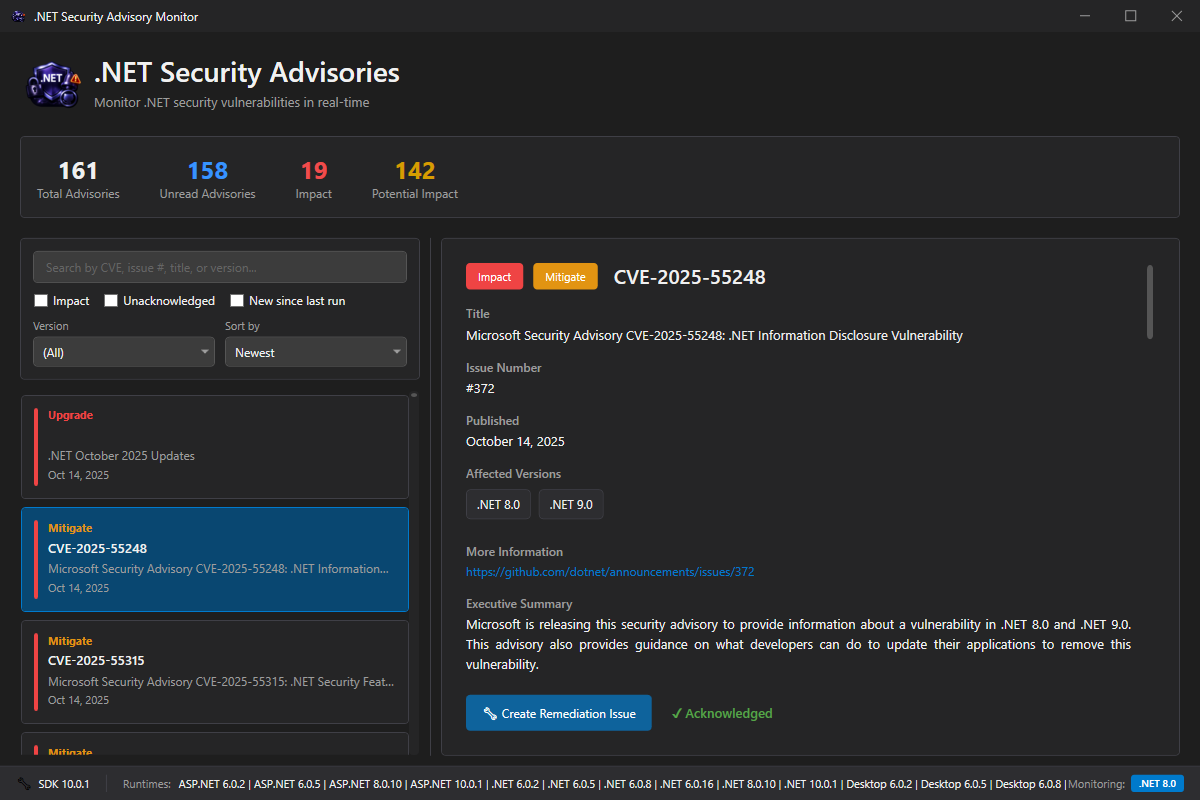 .NET Security Advisory Monitor
.NET
.NET Security Advisories
Monitor .NET security vulnerabilities in real-time
161 158 19 142
Total Advisories Unread Advisories Impact Potential Impact
Search by CVE, issue #, title, or version...
Impact Unacknowledged New since last run
Version Sort by
(All) Newest
Upgrade
.NET October 2025 Updates
Oct 14, 2025
Mitigate
CVE-2025-55248
Microsoft Security Advisory CVE-2025-55248: .NET Information...
Oct 14, 2025
Mitigate
CVE-2025-55315
Microsoft Security Advisory CVE-2025-55315: .NET Security Feat...
Oct 14, 2025
Mitigate
Impact Mitigate CVE-2025-55248
Title
Microsoft Security Advisory CVE-2025-55248: .NET Information Disclosure Vulnerability
Issue Number
#372
Published
October 14, 2025
Affected Versions
.NET 8.0 .NET 9.0
More Information
https://github.com/dotnet/announcements/issues/372
Executive Summary
Microsoft is releasing this security advisory to provide information about a vulnerability in .NET 8.0 and .NET 9.0.
This advisory also provides guidance on what developers can do to update their applications to remove this
vulnerability.
Create Remediation Issue ✓ Acknowledged
SDK 10.0.1 Runtimes: ASP.NET 6.0.2 | ASP.NET 6.0.5 | ASP.NET 8.0.10 | ASP.NET 10.0.1 | .NET 6.0.2 | .NET 6.0.5 | .NET 6.0.8 | .NET 6.0.16 | .NET 8.0.10 | .NET 10.0.1 | Desktop 6.0.2 | Desktop 6.0.5 | Desktop 6.0.8 | Monitoring: .NET 8.0